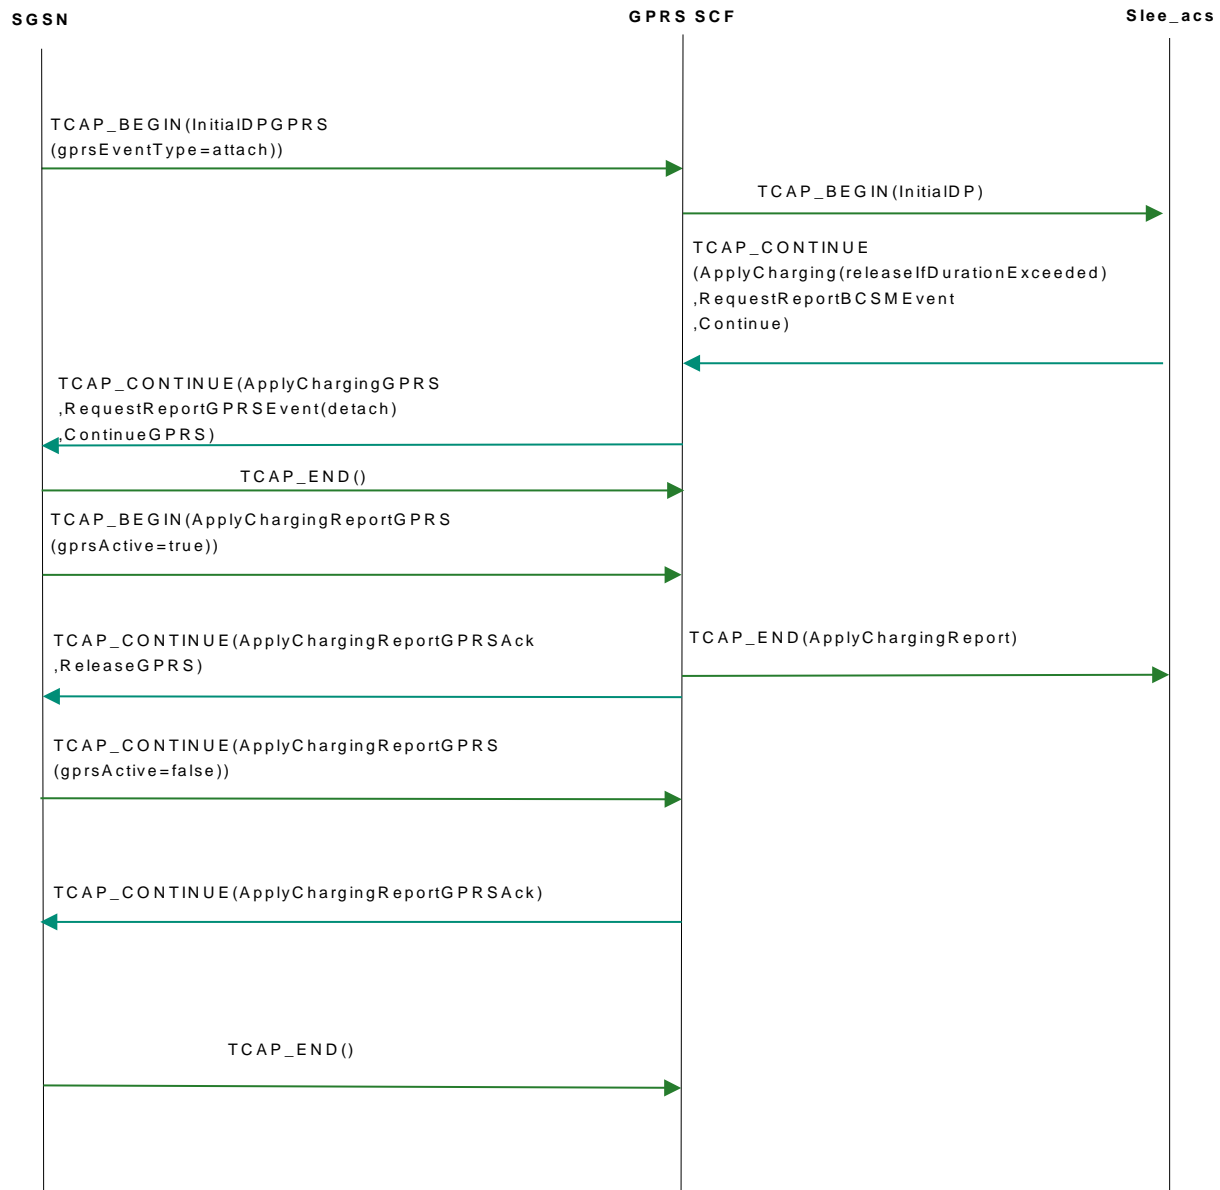 SGSN
GPRS SCF
Slee_acs
TCAP_BEGIN(InitialDPGPRS
(gprsEventType=attach))
TCAP_BEGIN(InitialDP)
TCAP_CONTINUE
(ApplyCharging(releaseIfDurationExceeded)
,RequestReportBCSMEvent
,Continue)
TCAP_CONTINUE(ApplyChargingGPRS
,RequestReportGPRSEvent(detach)
,ContinueGPRS)
TCAP_END()
TCAP_BEGIN(ApplyChargingReportGPRS
(gprsActive=true))
TCAP_CONTINUE(ApplyChargingReportGPRSAck
,ReleaseGPRS)
TCAP_END(ApplyChargingReport)
TCAP_CONTINUE(ApplyChargingReportGPRS
(gprsActive=false))
TCAP_CONTINUE(ApplyChargingReportGPRSAck)
TCAP_END()